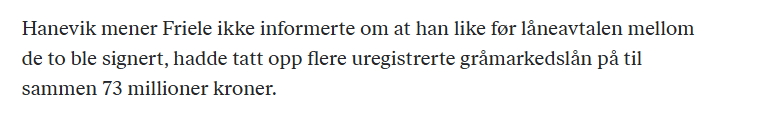 Hanevik mener Friele ikke informerte om at han like før låneavtalen mellom
de to ble signert, hadde tatt opp flere uregistrerte gråmarkedslån på til
sammen 73 millioner kroner.